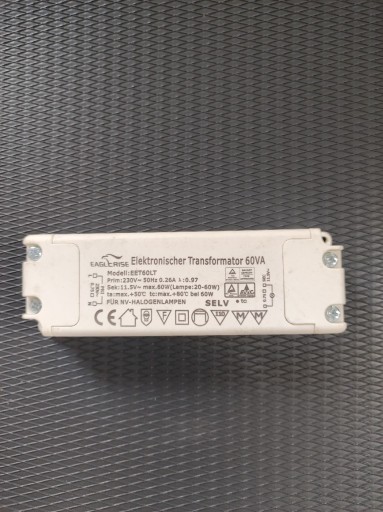 EAGLERISE Elektronischer Transformator 60VA
Modell:EET60LT
Prim:230V~ 50Hz 0.26A λ:0.97
Sek:11.5V~ max.60W(Lampe:20-60W)
ta:max.+50°C tc:max.+80°C bei 60W
FÜR NV-HALOGENLAMPEN
SELV
CE F M M